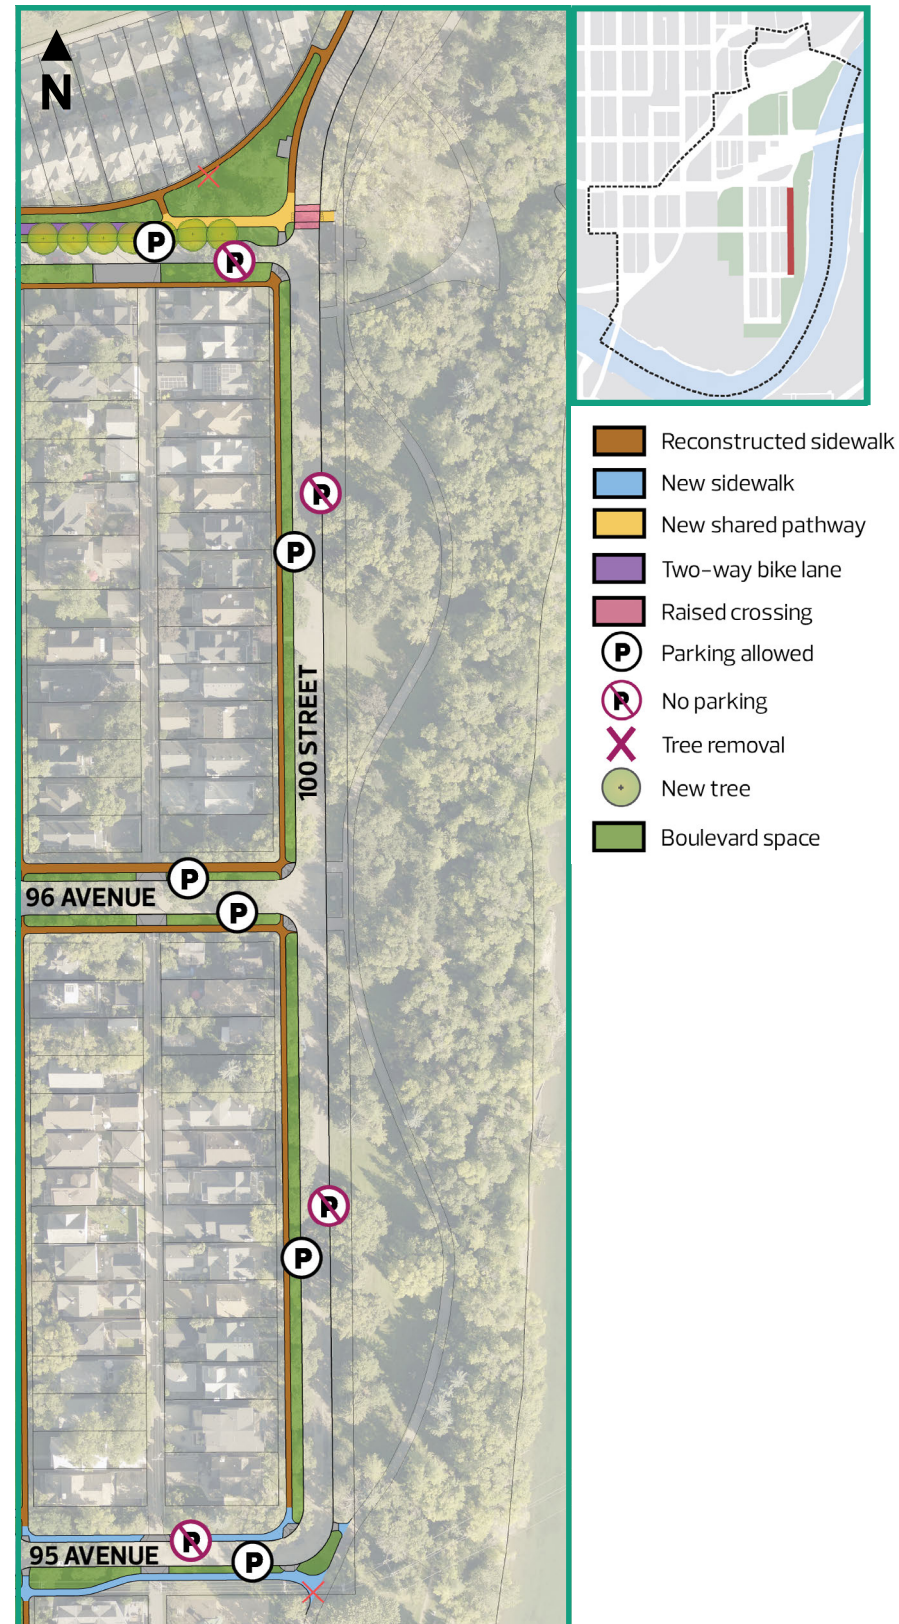 N
P
P
P
P
100 STREET
P
96 AVENUE
P
P
P
95 AVENUE
P
P
Reconstructed sidewalk
New sidewalk
New shared pathway
Two-way bike lane
Raised crossing
P Parking allowed
P No parking
Tree removal
New tree
Boulevard space